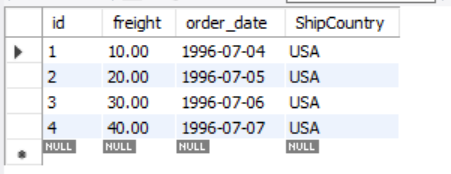 id freight order_date ShipCountry
1 10.00 1996-07-04 USA
2 20.00 1996-07-05 USA
3 30.00 1996-07-06 USA
4 40.00 1996-07-07 USA
NULL NULL NULL NULL